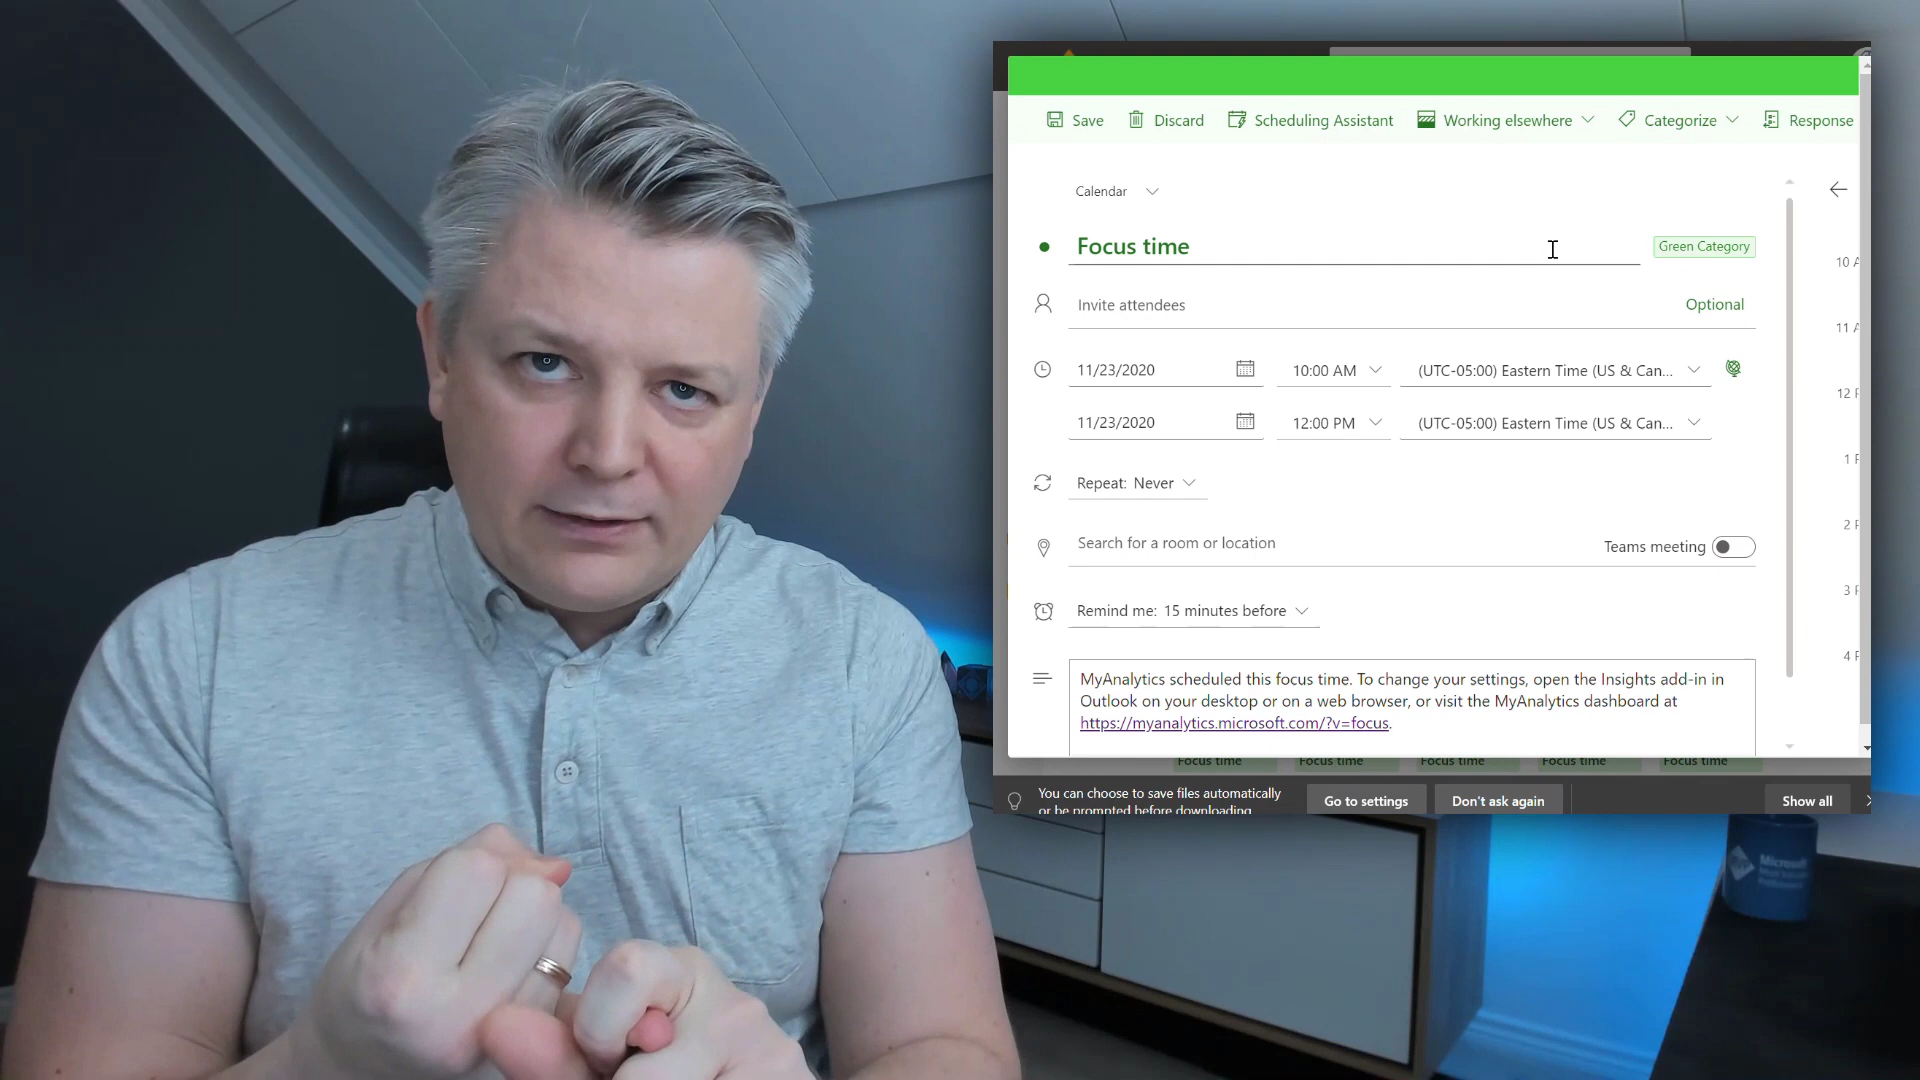 Save Discard Scheduling Assistant Working elsewhere Categorize Response
Calendar
Focus time Green Category
10 A
Invite attendees Optional
11 A
11/23/2020 10:00 AM (UTC-05:00) Eastern Time (US & Can...
12 P
11/23/2020 12:00 PM (UTC-05:00) Eastern Time (US & Can...
1 P
Repeat: Never
2 P
Search for a room or location Teams meeting
3 P
Remind me: 15 minutes before
4 P
MyAnalytics scheduled this focus time. To change your settings, open the Insights add-in in
Outlook on your desktop or on a web browser, or visit the MyAnalytics dashboard at
https://myanalytics.microsoft.com/?v=focus.
Focus time Focus time Focus time Focus time Focus time
You can choose to save files automatically
or be prompted before downloading
Go to settings Don't ask again Show all
Microsoft